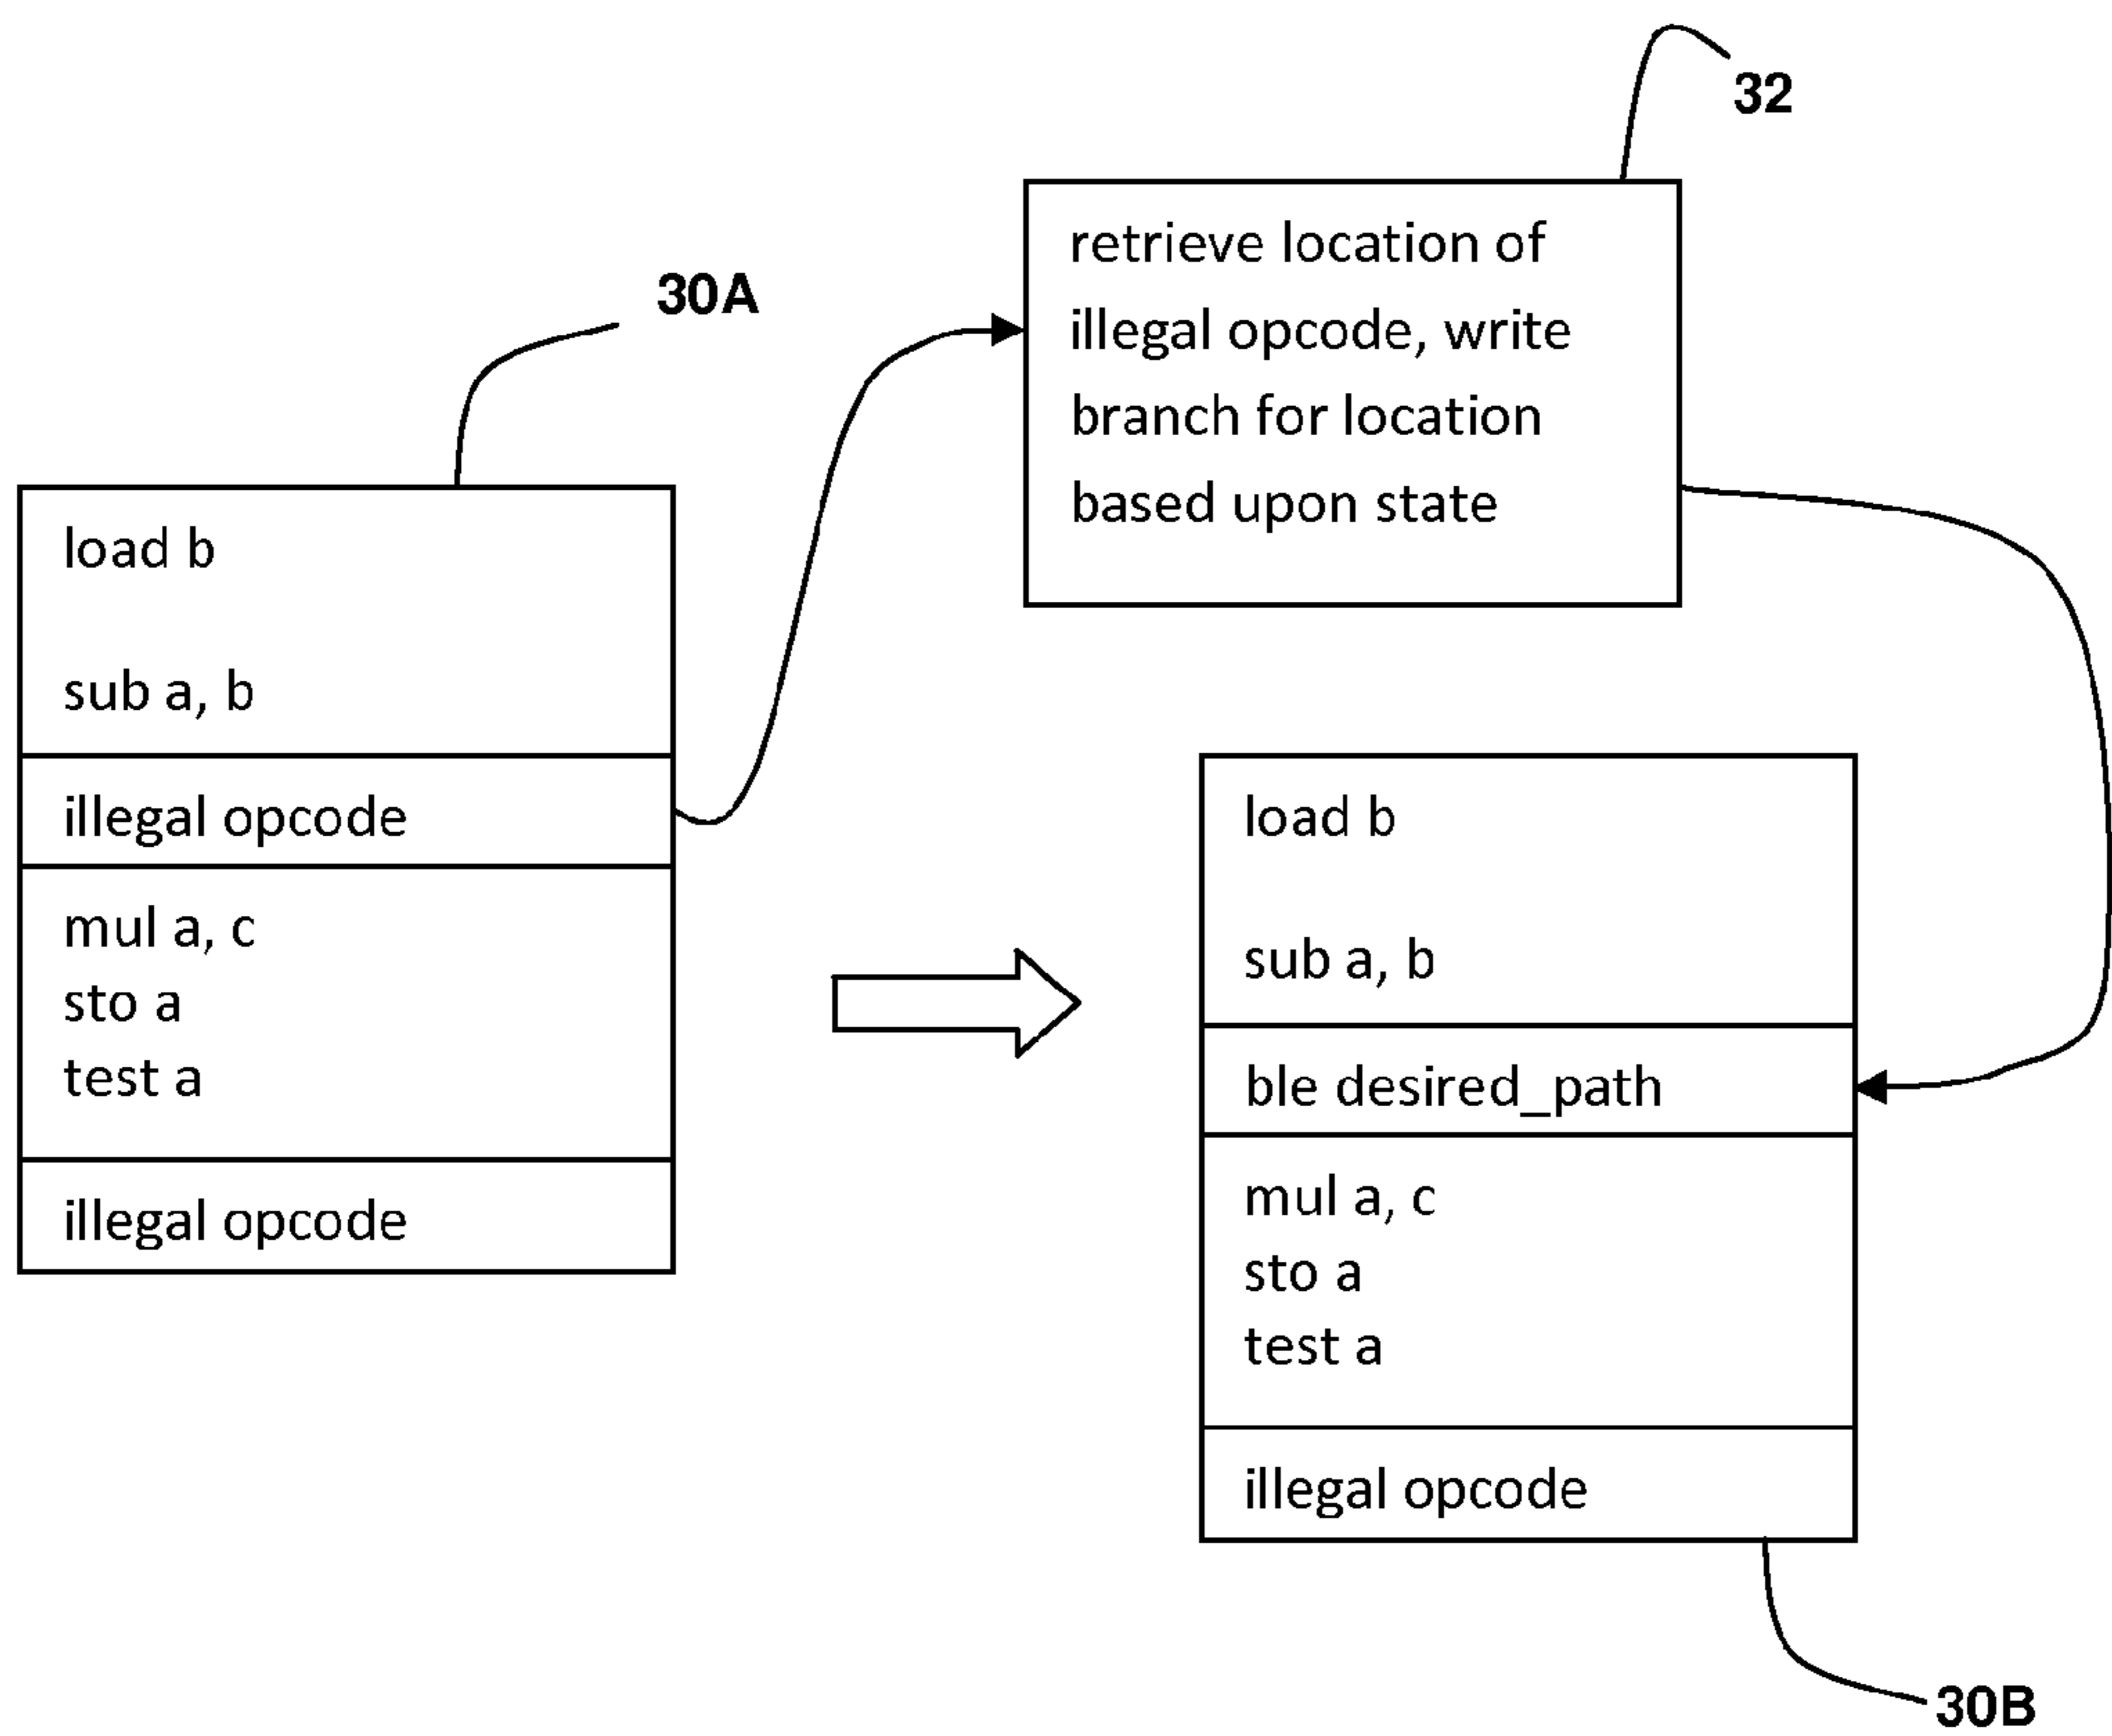 32
retrieve location of
illegal opcode, write
branch for location
based upon state
30A
load b
sub a, b
illegal opcode
mul a, c
sto a
test a
illegal opcode
load b
sub a, b
ble desired_path
mul a, c
sto a
test a
illegal opcode
30B